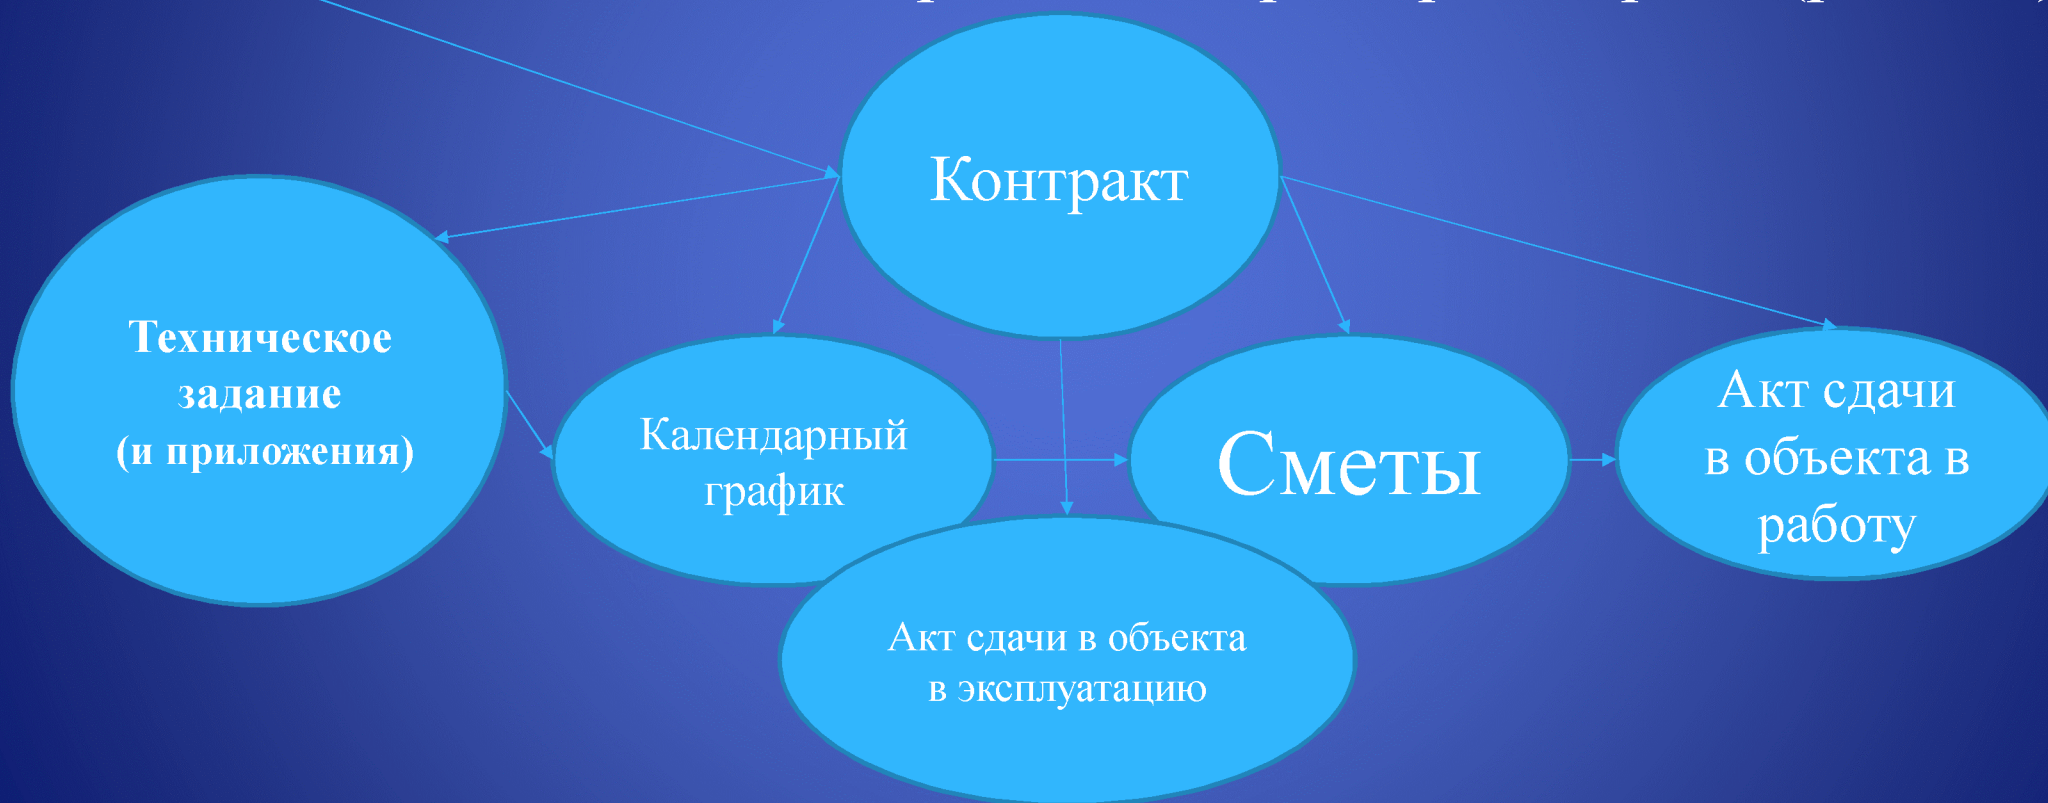 Контракт
Техническое
задание
(и приложения)
Календарный
график
Сметы
Акт сдачи
в объекта в
работу
Акт сдачи в объекта
в эксплуатацию